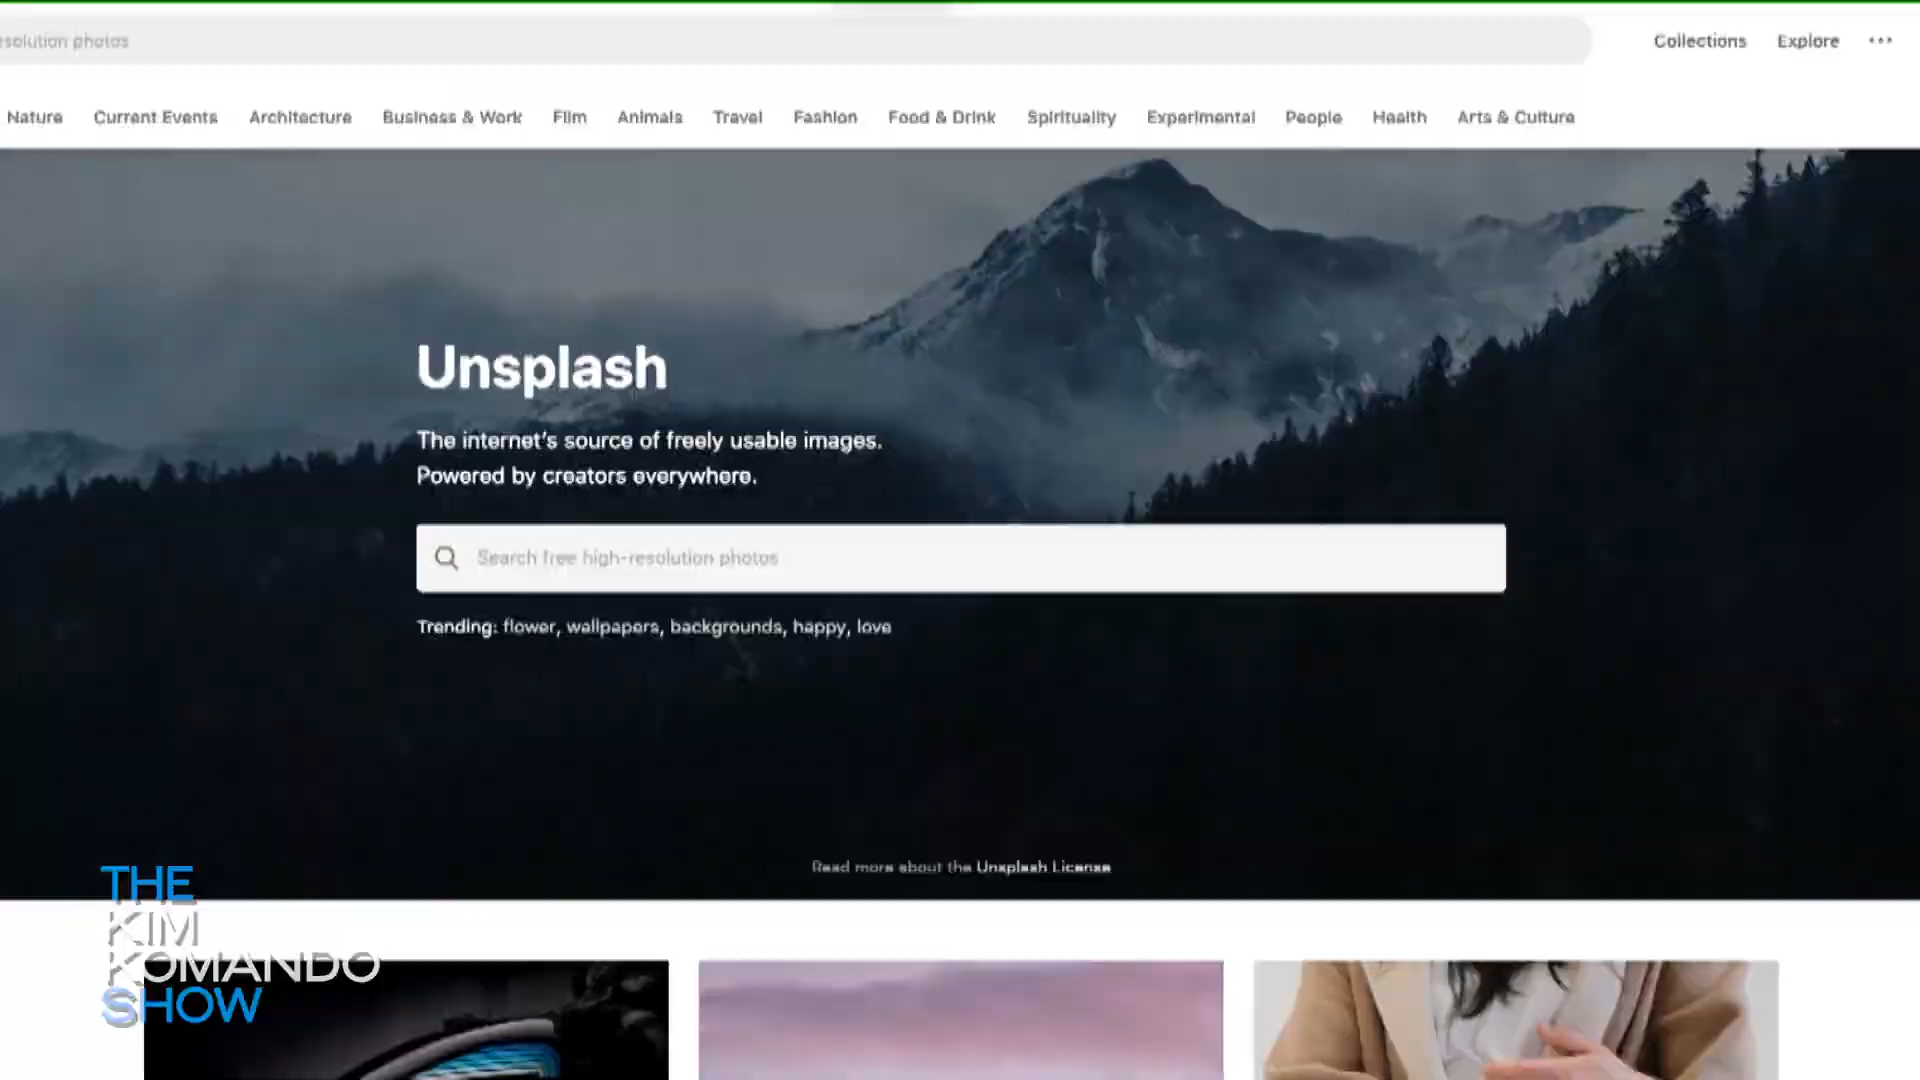 esolution photos
Collections Explore
Nature Current Events Architecture Business & Work Film Animals Travel Fashion Food & Drink Spirituality Experimental People Health Arts & Culture
Unsplash
The internet's source of freely usable images.
Powered by creators everywhere.
Search free high-resolution photos
Trending: flower, wallpapers, backgrounds, happy, love
Read more about the Unsplash License
THE
KIM
KOMANDO
SHOW